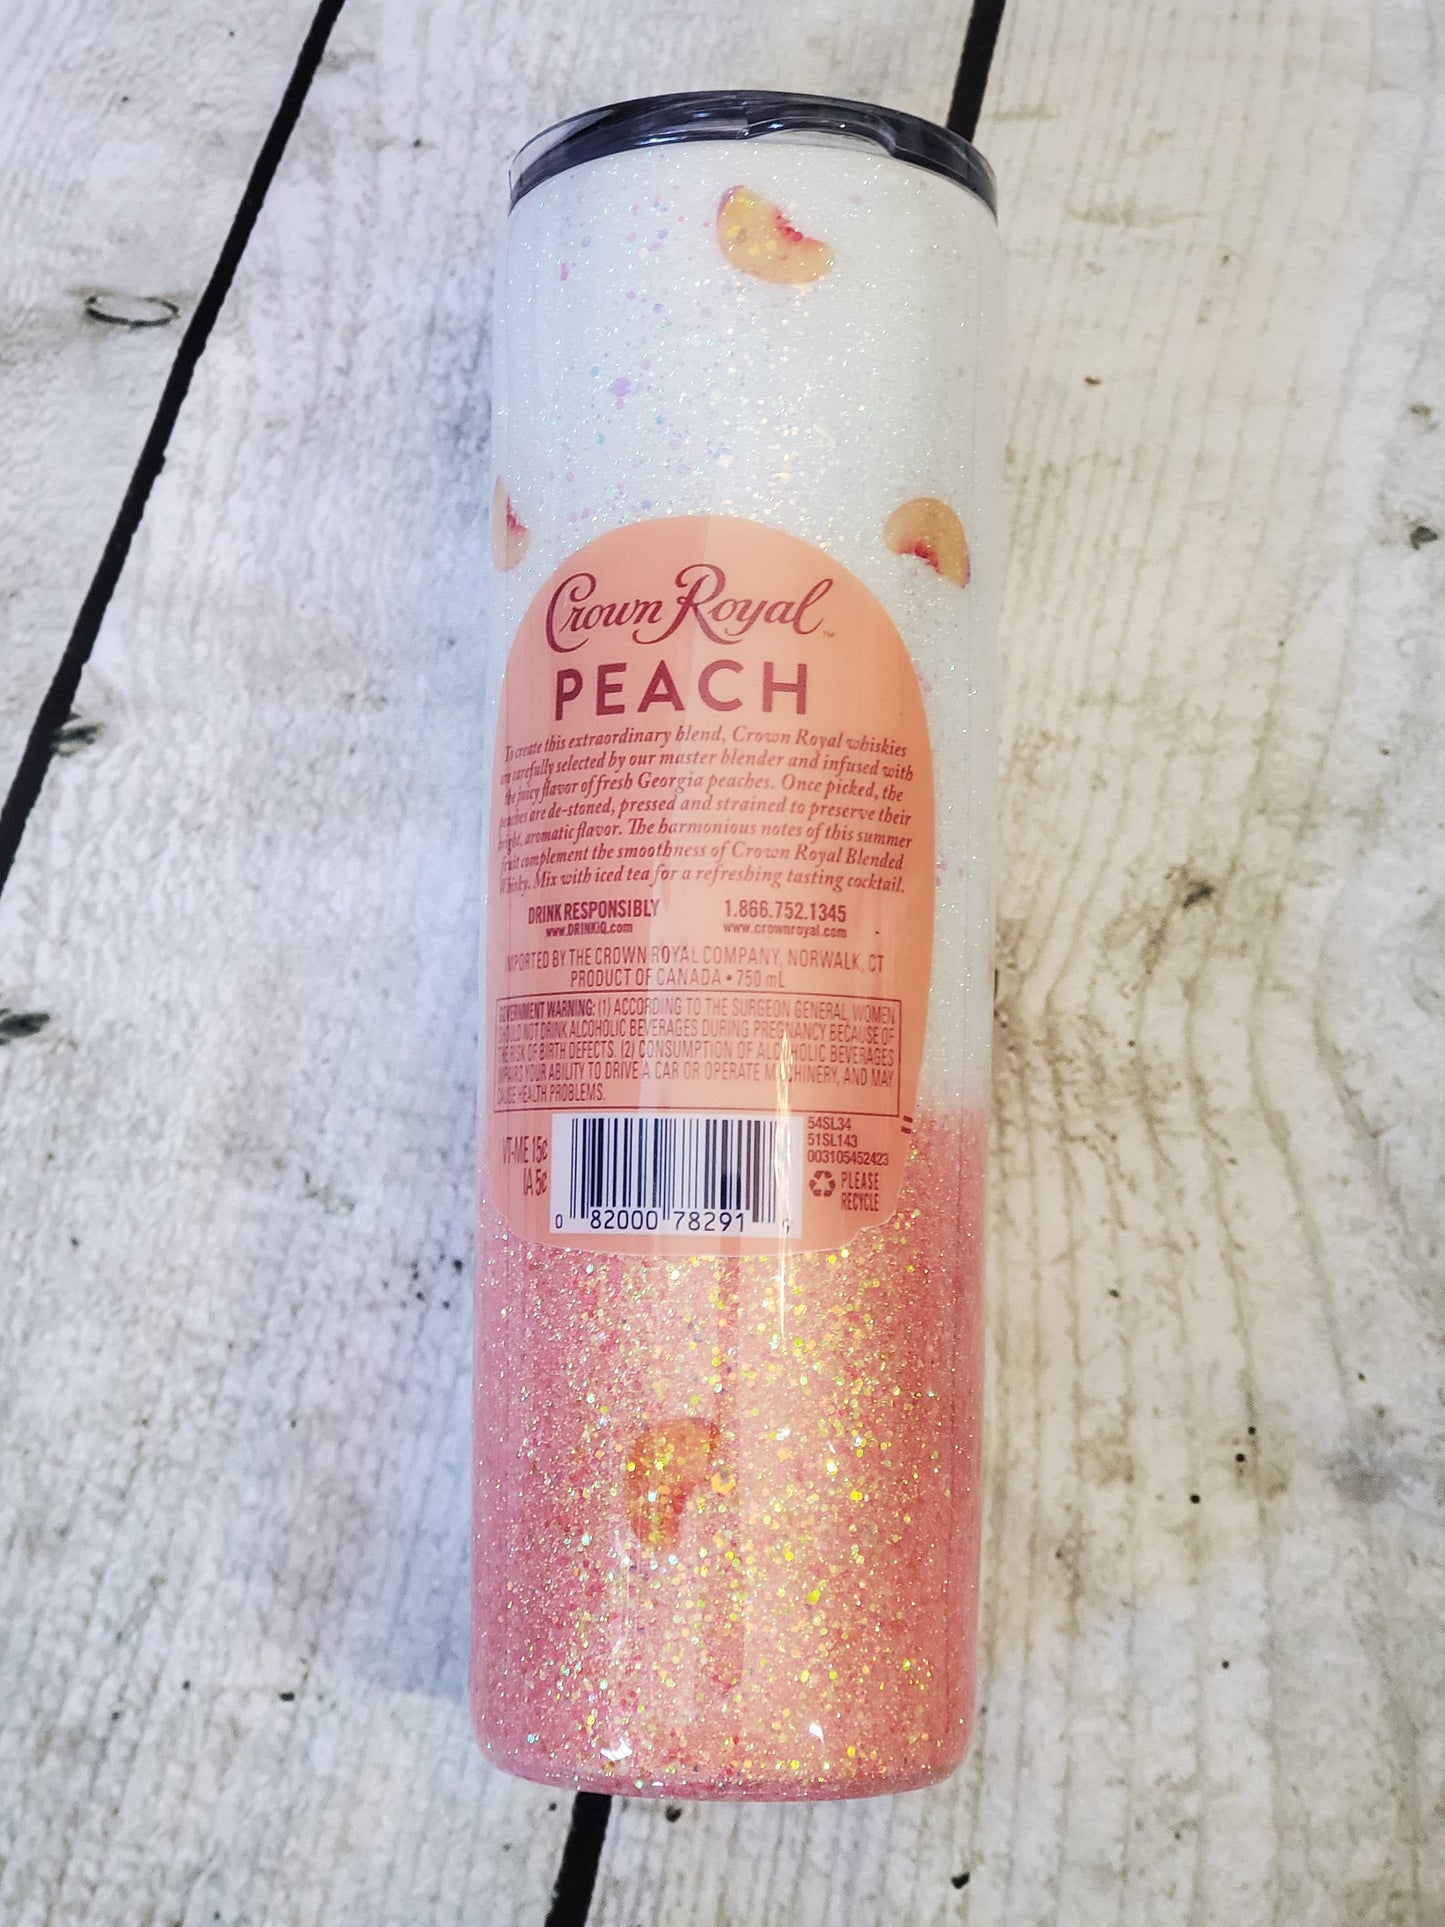 Crown Royal™
PEACH
To create this extraordinary blend, Crown Royal whiskies
are carefully selected by our master blender and infused with
the juicy flavor of fresh Georgia peaches. Once picked, the
peaches are de-stoned, pressed and strained to preserve their
bright, aromatic flavor. The harmonious notes of this summer
fruit complement the smoothness of Crown Royal Blended
Whisky. Mix with iced tea for a refreshing tasting cocktail.
DRINK RESPONSIBLY 1.866.752.1345
www.DRINKiQ.com www.crownroyal.com
IMPORTED BY THE CROWN ROYAL COMPANY, NORWALK, CT
PRODUCT OF CANADA • 750 mL
GOVERNMENT WARNING: (1) ACCORDING TO THE SURGEON GENERAL, WOMEN
SHOULD NOT DRINK ALCOHOLIC BEVERAGES DURING PREGNANCY BECAUSE OF
THE RISK OF BIRTH DEFECTS. (2) CONSUMPTION OF ALCOHOLIC BEVERAGES
IMPAIRS YOUR ABILITY TO DRIVE A CAR OR OPERATE MACHINERY, AND MAY
CAUSE HEALTH PROBLEMS.
VT-ME 15¢
IA 5¢
0 82000 78291
54SL34
51SL143
003105452423
PLEASE
RECYCLE